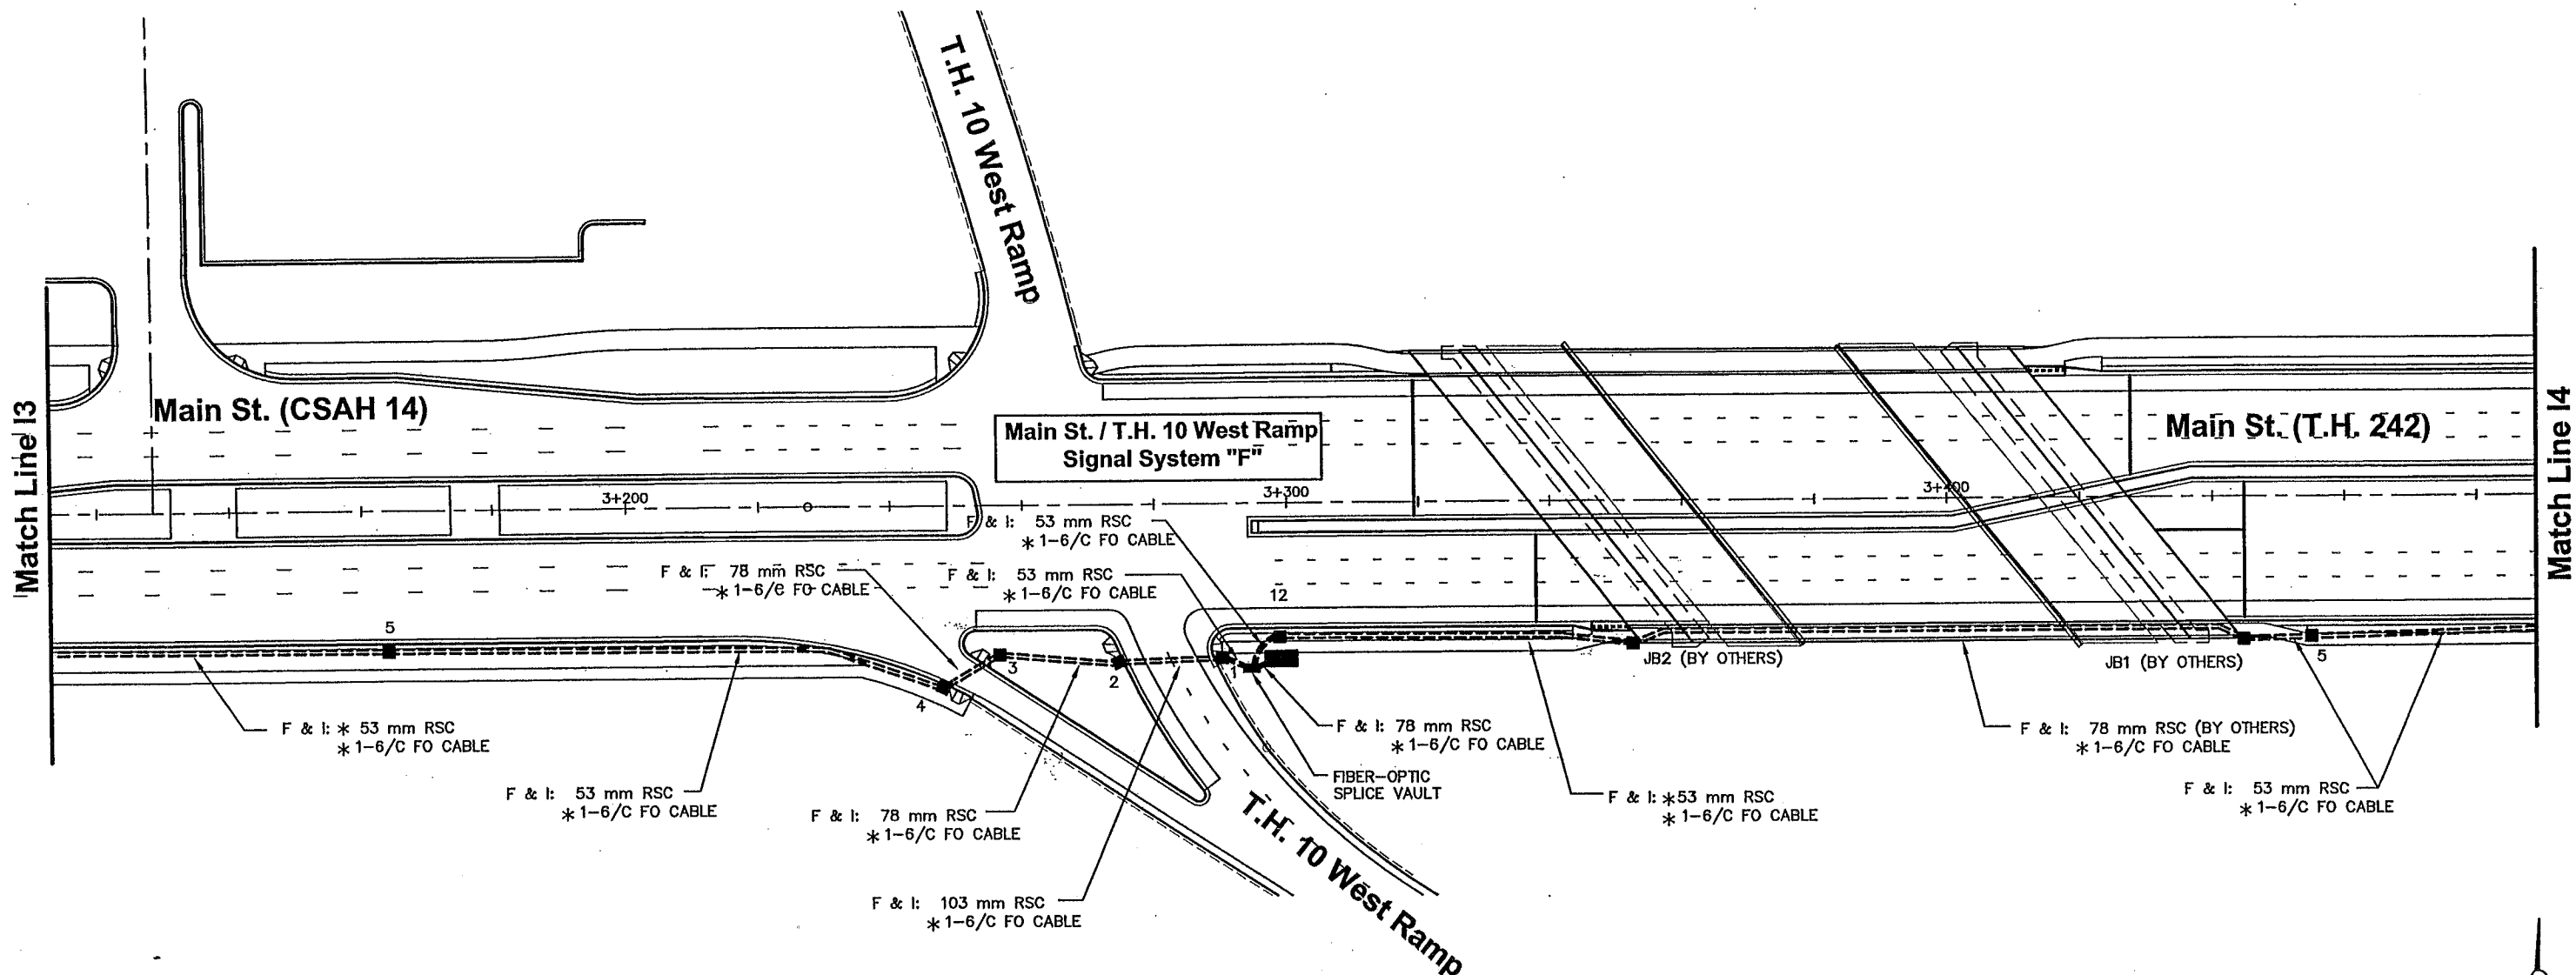 T.H. 10 West Ramp
Match Line I3
Main St. (CSAH 14)
Main St. / T.H. 10 West Ramp
Signal System "F"
Main St. (T.H. 242)
Match Line I4
3+200
3+300
3+400
F & I: 53 mm RSC
* 1-6/C FO CABLE
F & I: 78 mm RSC
* 1-6/C FO CABLE
F & I: 53 mm RSC
* 1-6/C FO CABLE
12
5
3
2
1
4
JB2 (BY OTHERS)
JB1 (BY OTHERS)
5
F & I: * 53 mm RSC
* 1-6/C FO CABLE
F & I: 53 mm RSC
* 1-6/C FO CABLE
F & I: 78 mm RSC
* 1-6/C FO CABLE
F & I: 103 mm RSC
* 1-6/C FO CABLE
F & I: 78 mm RSC
* 1-6/C FO CABLE
FIBER-OPTIC
SPLICE VAULT
F & I: * 53 mm RSC
* 1-6/C FO CABLE
F & I: 78 mm RSC (BY OTHERS)
* 1-6/C FO CABLE
F & I: 53 mm RSC
* 1-6/C FO CABLE
T.H. 10 West Ramp